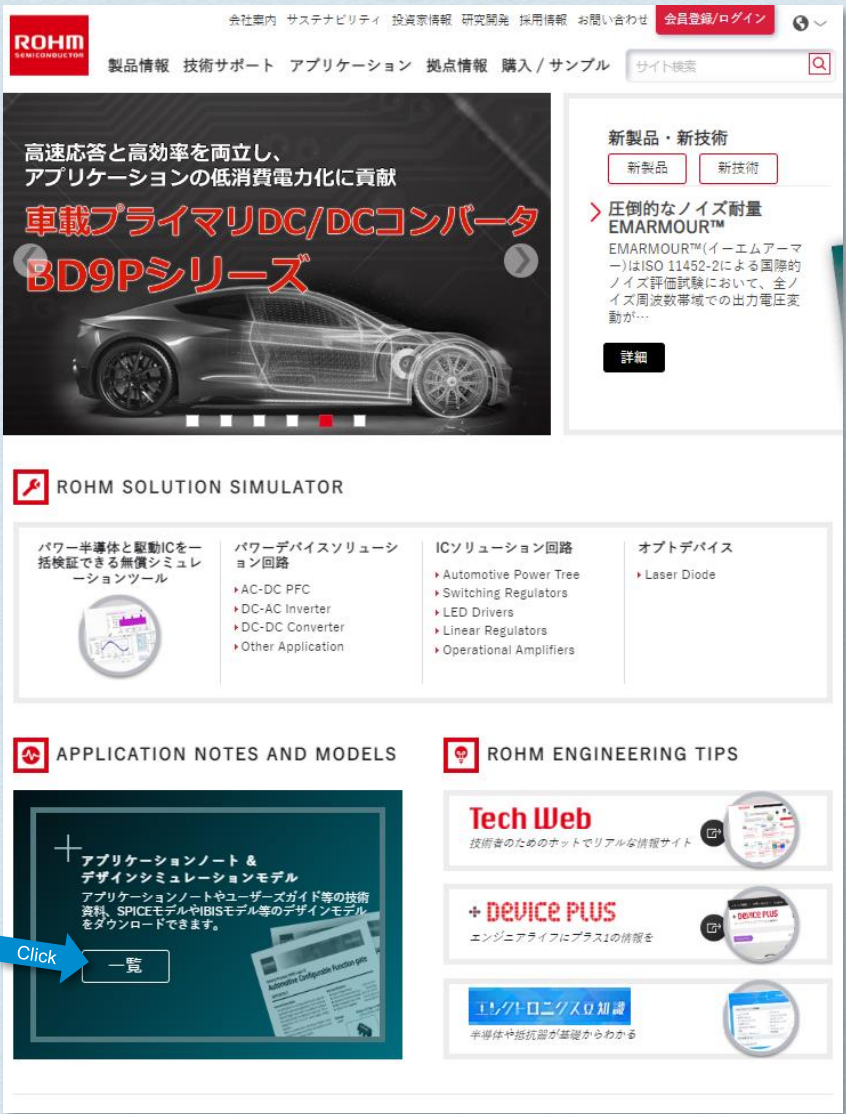 会社案内 サステナビリティ 投資家情報 研究開発 採用情報 お問い合わせ 会員登録/ログイン
ROHM
SEMICONDUCTOR
製品情報 技術サポート アプリケーション 拠点情報 購入 / サンプル サイト検索
高速応答と高効率を両立し、
アプリケーションの低消費電力化に貢献
車載プライマリDC/DCコンバータ
BD9Pシリーズ
新製品・新技術
新製品 新技術
圧倒的なノイズ耐量
EMARMOUR™
EMARMOUR™(イーエムアーマ
ー)はISO 11452-2による国際的
ノイズ評価試験において、全ノ
イズ周波数帯域での出力電圧変
動が…
詳細
ROHM SOLUTION SIMULATOR
パワー半導体と駆動ICを一
括検証できる無償シミュレ
ーションツール
パワーデバイスソリューシ
ョン回路
AC-DC PFC
DC-AC Inverter
DC-DC Converter
Other Application
ICソリューション回路
Automotive Power Tree
Switching Regulators
LED Drivers
Linear Regulators
Operational Amplifiers
オプトデバイス
Laser Diode
APPLICATION NOTES AND MODELS
アプリケーションノート &
デザインシミュレーションモデル
アプリケーションノートやユーザーズガイド等の技術
資料、SPICEモデルやIBISモデル等のデザインモデル
をダウンロードできます。
Click
一覧
Automotive Configurable Function gate
ROHM ENGINEERING TIPS
Tech Web
技術者のためのホットでリアルな情報サイト
+ DEVICE PLUS
エンジニアライフにプラス1の情報を
+ DEVICE PLUS
エレクトロニクス豆知識
半導体や抵抗器が基礎からわかる